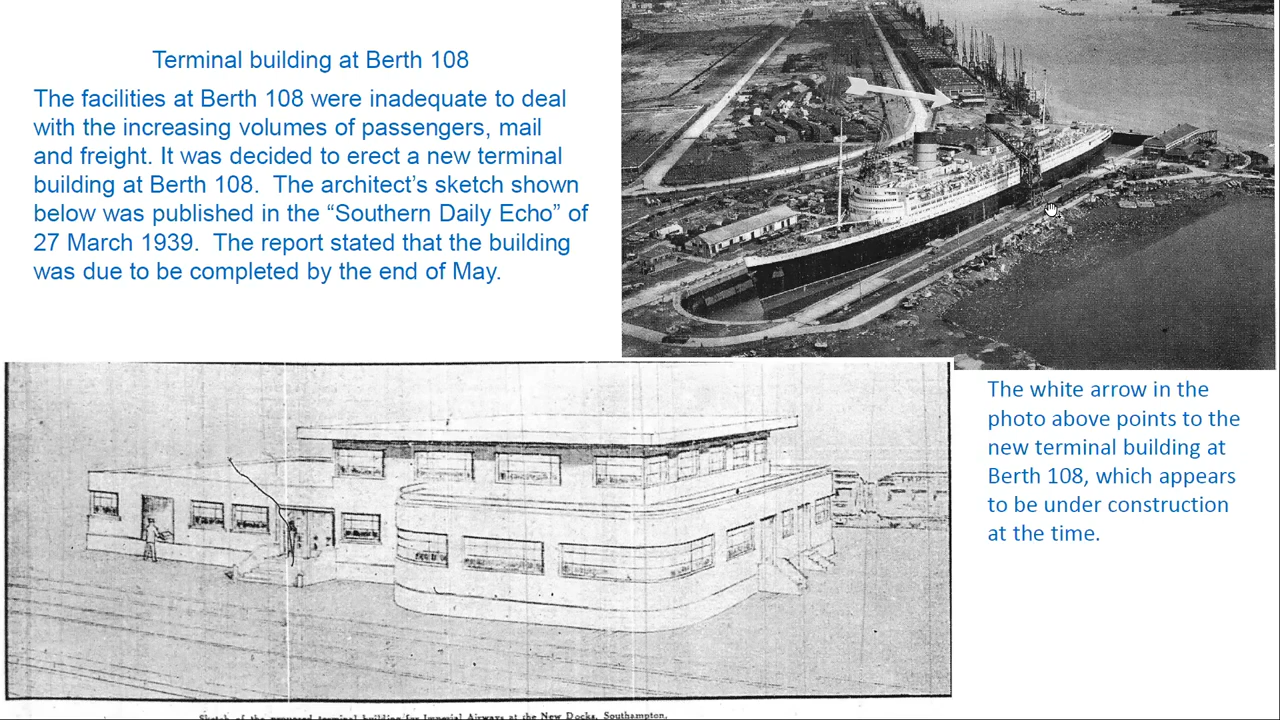 Terminal building at Berth 108
The facilities at Berth 108 were inadequate to deal
with the increasing volumes of passengers, mail
and freight. It was decided to erect a new terminal
building at Berth 108.  The architect’s sketch shown
below was published in the “Southern Daily Echo” of
27 March 1939.  The report stated that the building
was due to be completed by the end of May.
The white arrow in the
photo above points to the
new terminal building at
Berth 108, which appears
to be under construction
at the time.
Sketch of the proposed terminal building for Imperial Airways at the New Docks, Southampton,